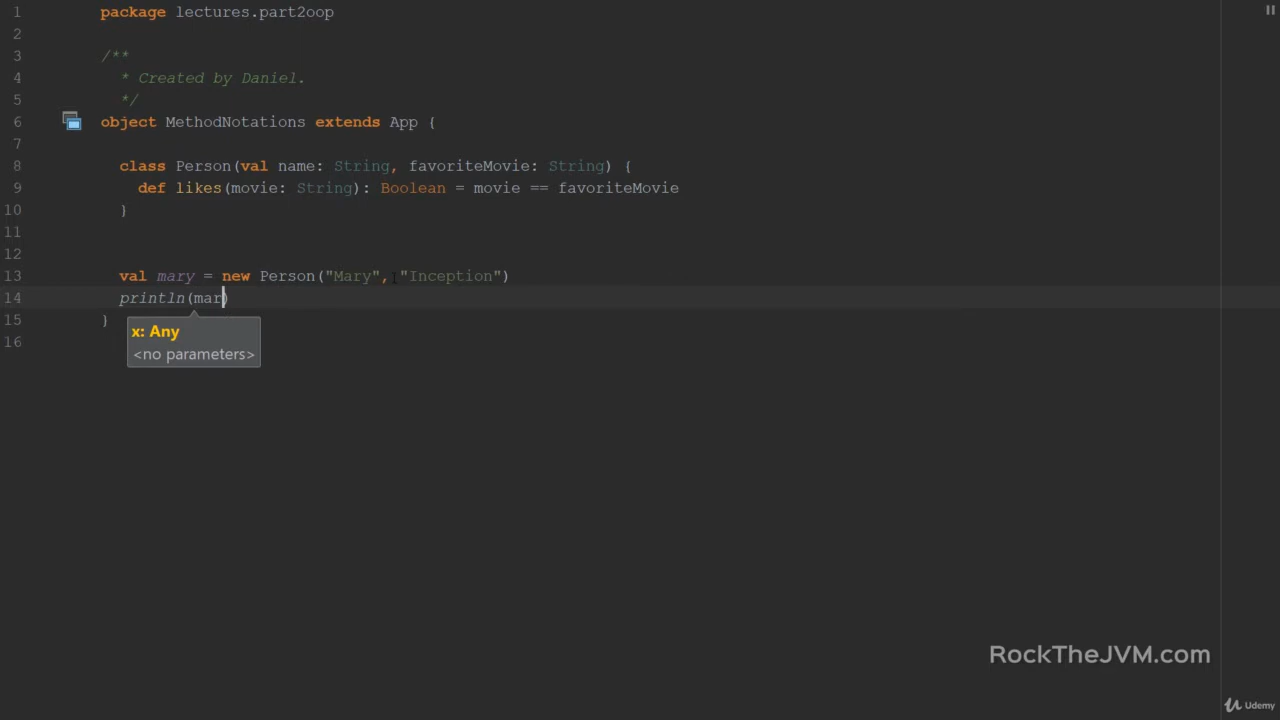 1 package lectures.part2oop
2
3 /**
4 * Created by Daniel.
5 */
6 object MethodNotations extends App {
7
8 class Person(val name: String, favoriteMovie: String) {
9 def likes(movie: String): Boolean = movie == favoriteMovie
10 }
11
12
13 val mary = new Person("Mary", "Inception")
14 println(mar)
15 }
x: Any
16
<no parameters>
RockTheJVM.com
Udemy